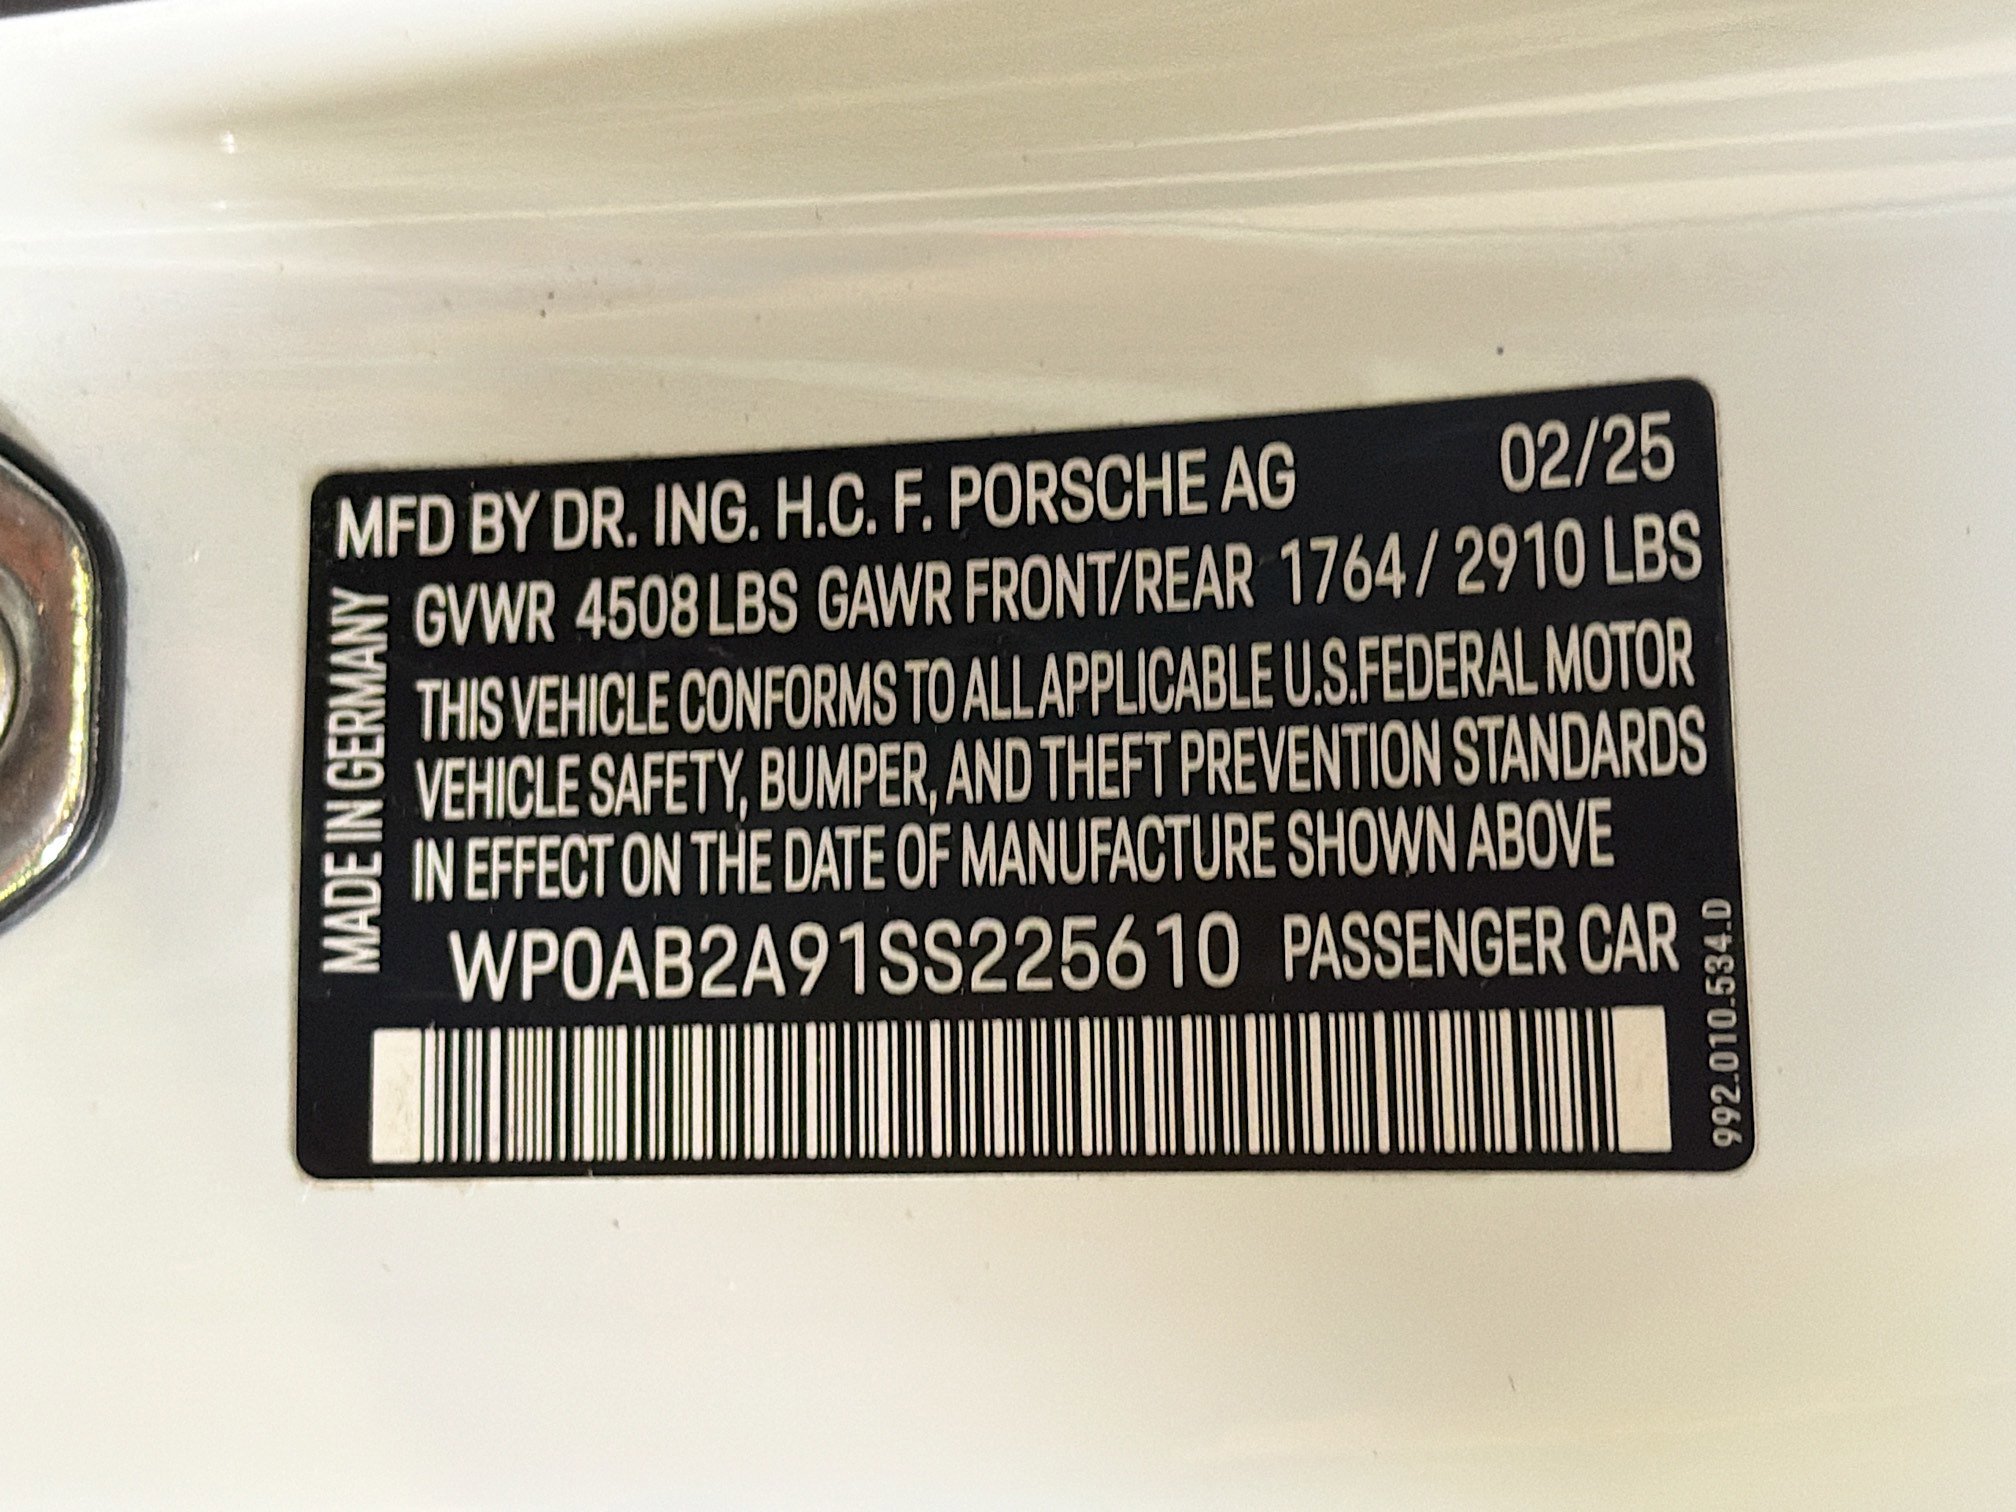 MFD BY DR. ING. H.C. F. PORSCHE AG 02/25
GVWR 4508 LBS GAWR FRONT/REAR 1764 / 2910 LBS
THIS VEHICLE CONFORMS TO ALL APPLICABLE U.S.FEDERAL MOTOR
VEHICLE SAFETY, BUMPER, AND THEFT PREVENTION STANDARDS
IN EFFECT ON THE DATE OF MANUFACTURE SHOWN ABOVE
WP0AB2A91SS225610 PASSENGER CAR
MADE IN GERMANY
992.010.534.D